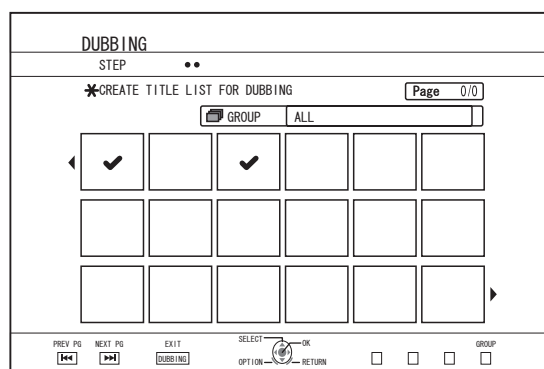 DUBBING
STEP ●●
✱CREATE TITLE LIST FOR DUBBING
Page 0/0
GROUP ALL
PREV PG NEXT PG EXIT SELECT OK GROUP
DUBBING OPTION RETURN